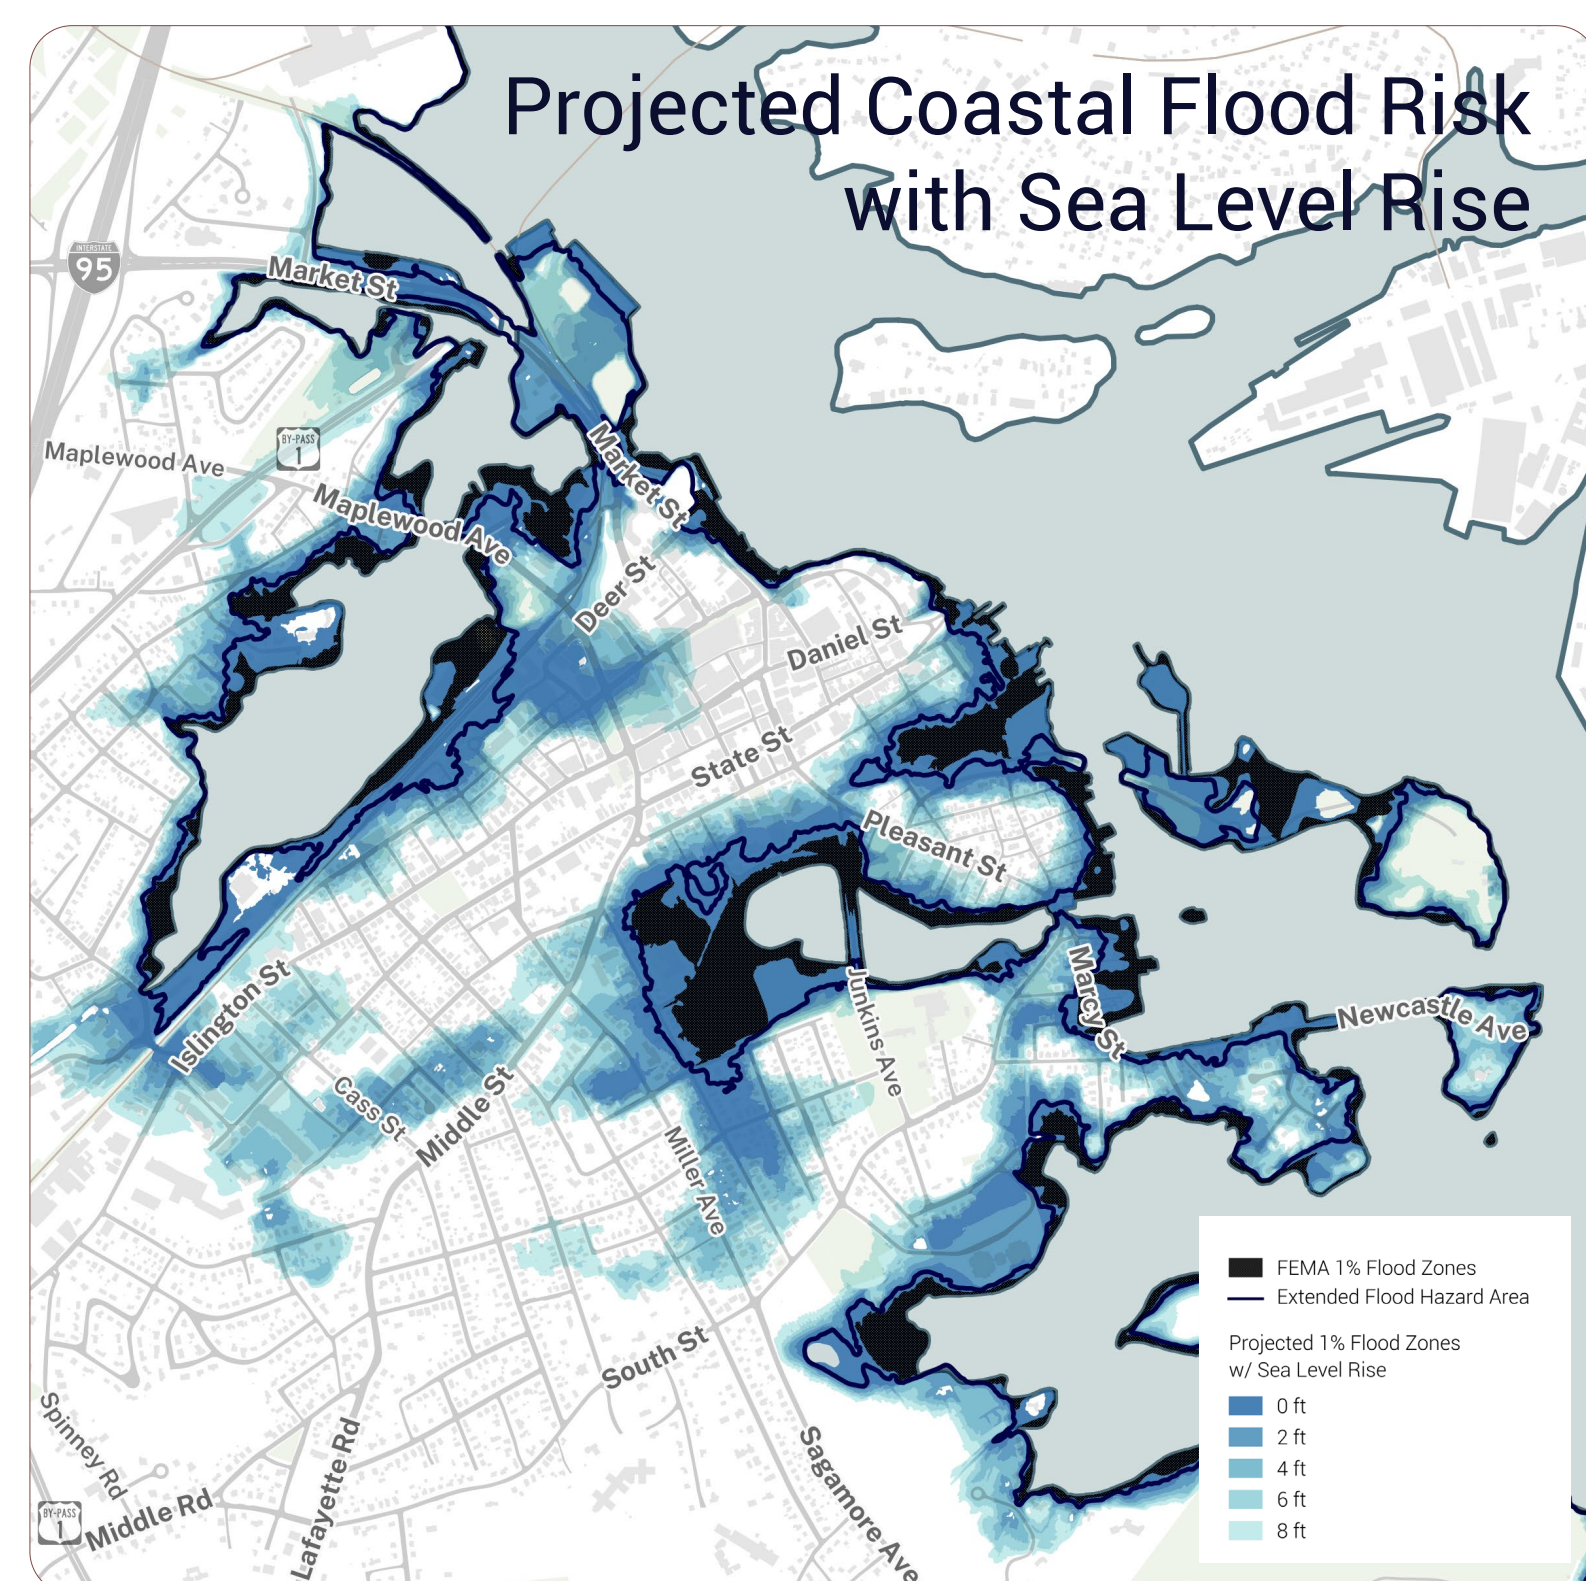 Projected Coastal Flood Risk
with Sea Level Rise
INTERSTATE
95
Market St
Maplewood Ave
BY-PASS
1
Maplewood Ave
Market St
Deer St
Daniel St
State St
Pleasant St
Islington St
Cass St
Middle St
Junkins Ave
Marcy St
Newcastle Ave
Miller Ave
South St
Sagamore Ave
Spinney Rd
Lafayette Rd
Middle Rd
BY-PASS
1
FEMA 1% Flood Zones
Extended Flood Hazard Area
Projected 1% Flood Zones
w/ Sea Level Rise
0 ft
2 ft
4 ft
6 ft
8 ft